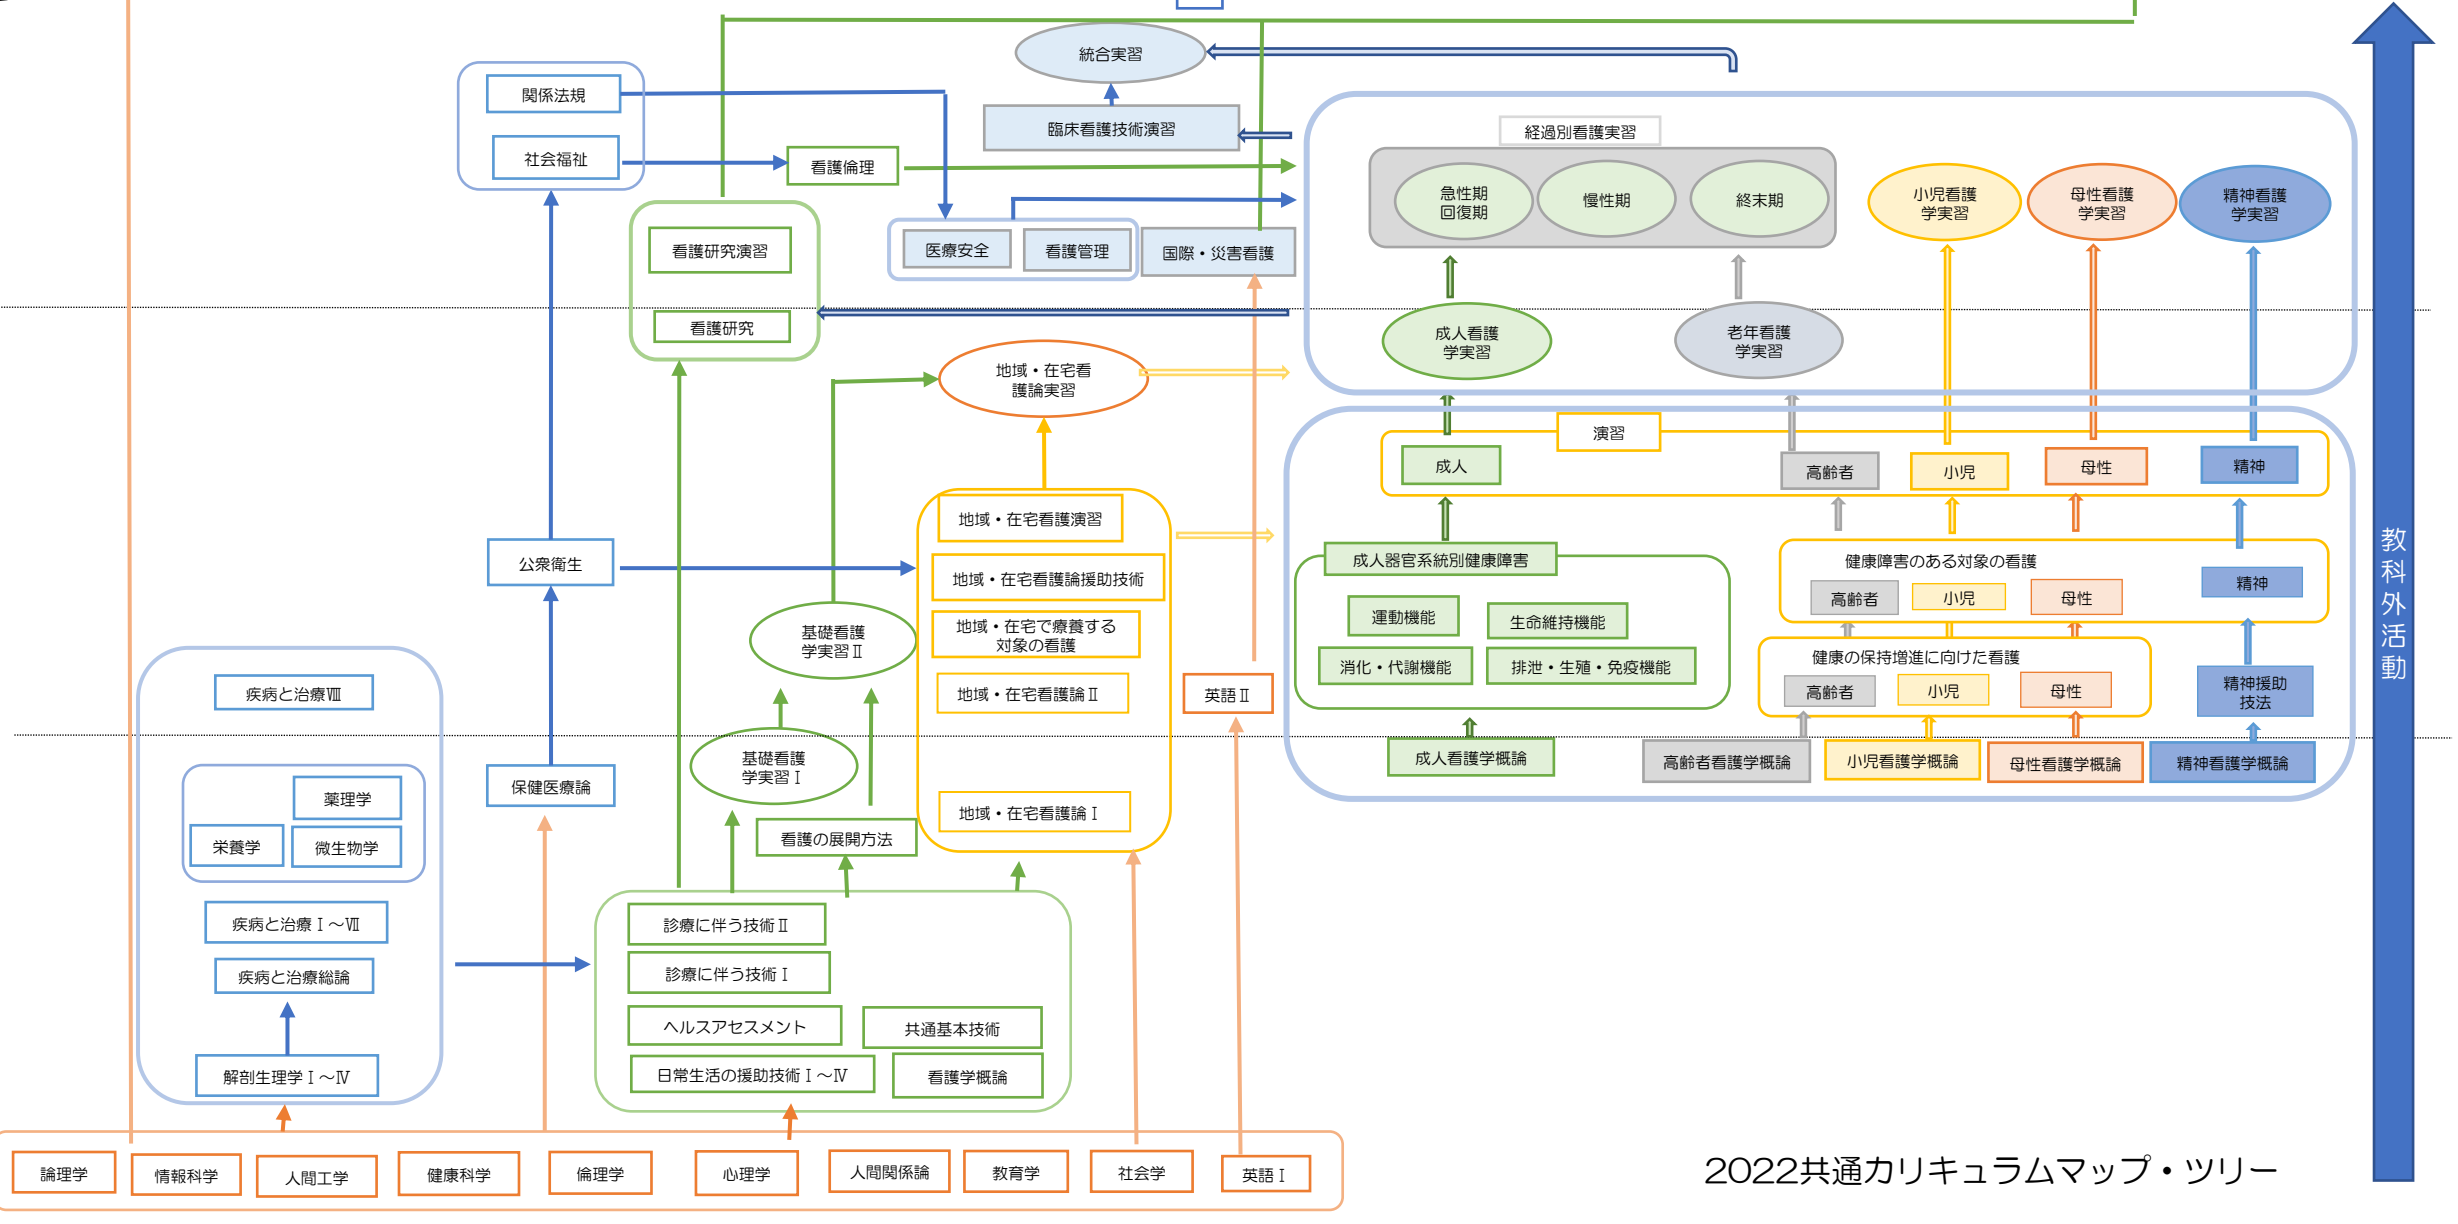 統合実習
関係法規
臨床看護技術演習
経過別看護実習
社会福祉
看護倫理
急性期
回復期
慢性期
終末期
小児看護
学実習
母性看護
学実習
精神看護
学実習
看護研究演習
医療安全
看護管理
国際・災害看護
看護研究
成人看護
学実習
老年看護
学実習
地域・在宅看
護論実習
演習
成人
高齢者
小児
母性
精神
地域・在宅看護演習
公衆衛生
地域・在宅看護論援助技術
成人器官系統別健康障害
健康障害のある対象の看護
高齢者
小児
母性
精神
運動機能
生命維持機能
基礎看護
学実習Ⅱ
地域・在宅で療養する
対象の看護
消化・代謝機能
排泄・生殖・免疫機能
健康の保持増進に向けた看護
高齢者
小児
母性
精神援助
技法
疾病と治療Ⅷ
地域・在宅看護論Ⅱ
英語Ⅱ
基礎看護
学実習Ⅰ
成人看護学概論
高齢者看護学概論
小児看護学概論
母性看護学概論
精神看護学概論
薬理学
保健医療論
地域・在宅看護論Ⅰ
栄養学
微生物学
看護の展開方法
疾病と治療Ⅰ～Ⅶ
診療に伴う技術Ⅱ
疾病と治療総論
診療に伴う技術Ⅰ
ヘルスアセスメント
共通基本技術
解剖生理学Ⅰ～Ⅳ
日常生活の援助技術Ⅰ～Ⅳ
看護学概論
論理学
情報科学
人間工学
健康科学
倫理学
心理学
人間関係論
教育学
社会学
英語Ⅰ
教科外活動
2022共通カリキュラムマップ・ツリー